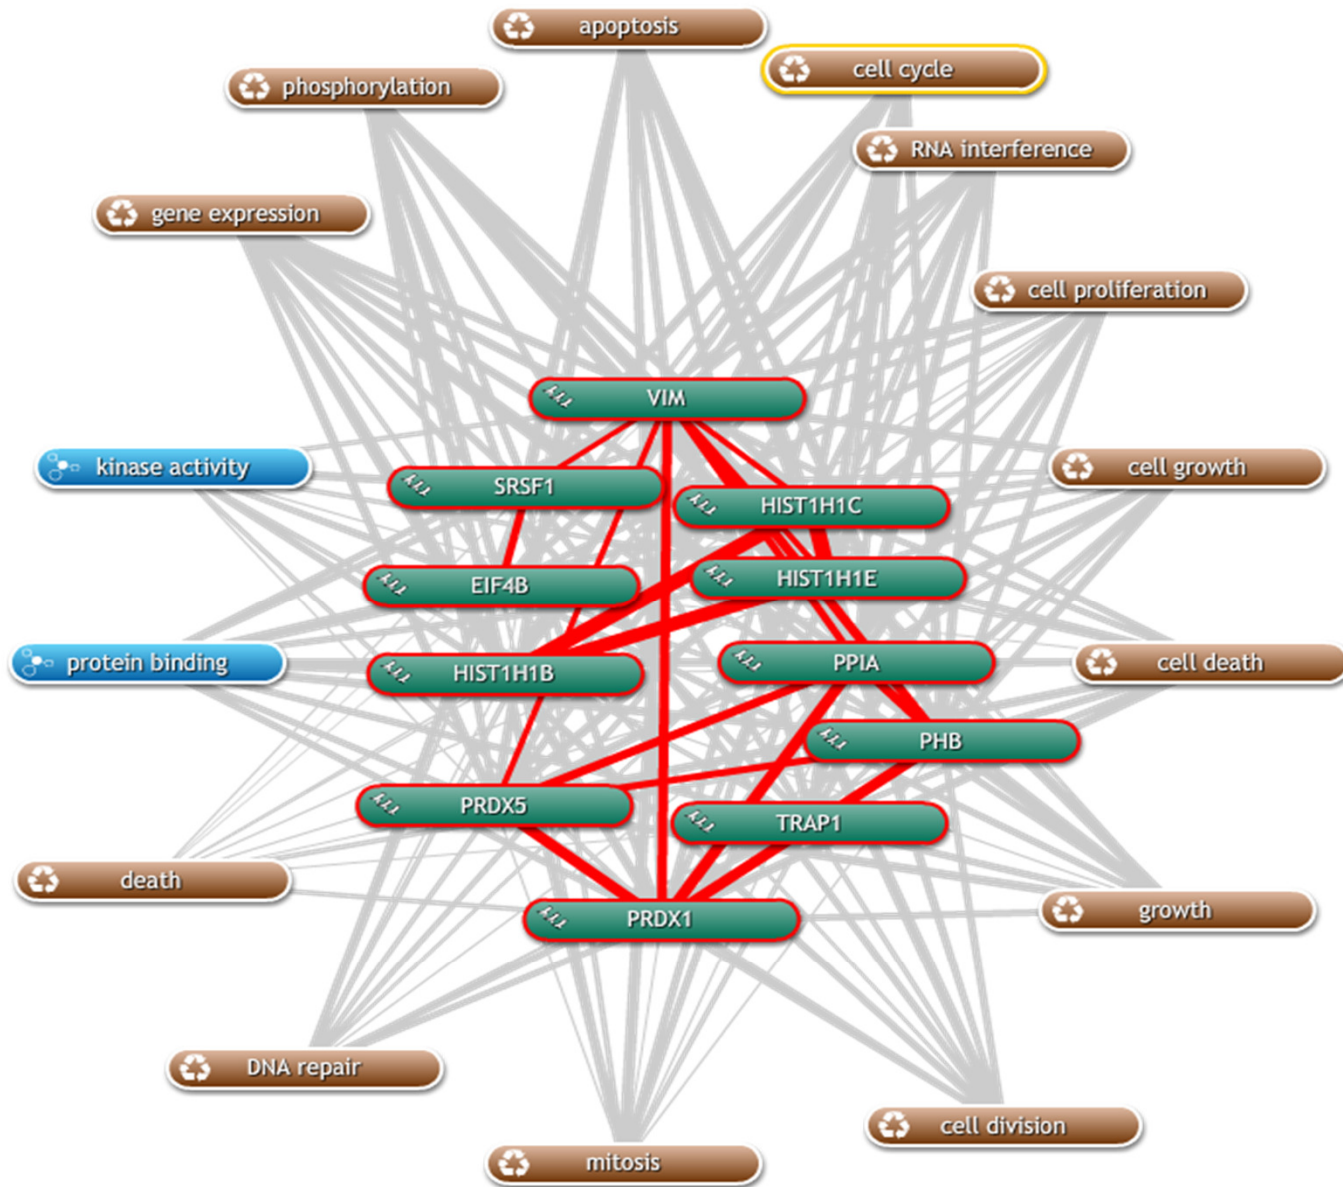 apoptosis
cell cycle
phosphorylation
RNA interference
gene expression
cell proliferation
VIM
kinase activity
cell growth
SRSF1
HIST1H1C
EIF4B
HIST1H1E
protein binding
HIST1H1B
PPIA
cell death
PHB
PRDX5
TRAP1
death
PRDX1
growth
DNA repair
cell division
mitosis